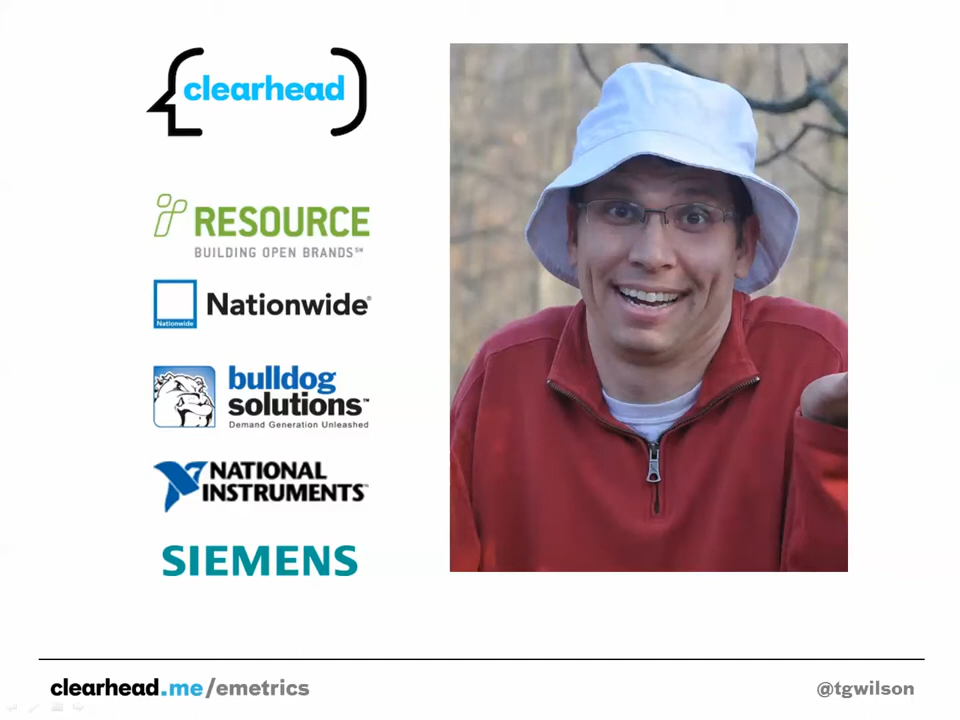 clearhead
RESOURCE
BUILDING OPEN BRANDS℠
Nationwide
Nationwide®
bulldog
solutions™
Demand Generation Unleashed
NATIONAL
INSTRUMENTS™
SIEMENS
clearhead.me/emetrics
@tgwilson